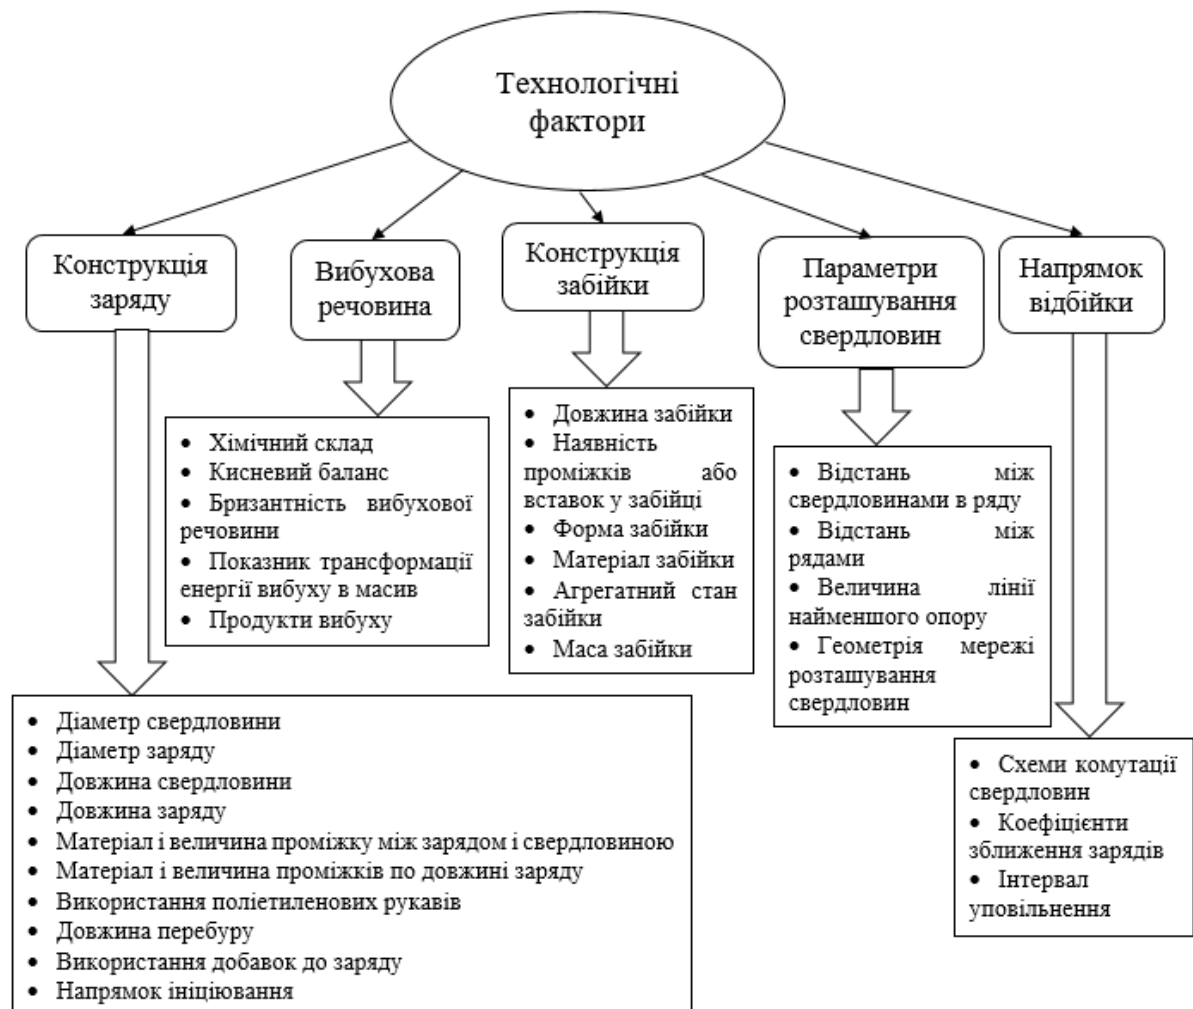 Технологічні
фактори
Конструкція
заряду
Вибухова
речовина
Конструкція
забійки
Параметри
розташування
свердловин
Напрямок
відбійки
• Діаметр свердловини
• Діаметр заряду
• Довжина свердловини
• Довжина заряду
• Матеріал і величина проміжку між зарядом і свердловиною
• Матеріал і величина проміжків по довжині заряду
• Використання поліетиленових рукавів
• Довжина перебуру
• Використання добавок до заряду
• Напрямок ініціювання
• Хімічний склад
• Кисневий баланс
• Бризантність вибухової
речовини
• Показник трансформації
енергії вибуху в масив
• Продукти вибуху
• Довжина забійки
• Наявність
проміжків або
вставок у забійці
• Форма забійки
• Матеріал забійки
• Агрегатний стан
забійки
• Маса забійки
• Відстань між
свердловинами в ряду
• Відстань між
рядами
• Величина лінії
найменшого опору
• Геометрія мережі
розташування
свердловин
• Схеми комутації
свердловин
• Коефіцієнти
зближення зарядів
• Інтервал
уповільнення